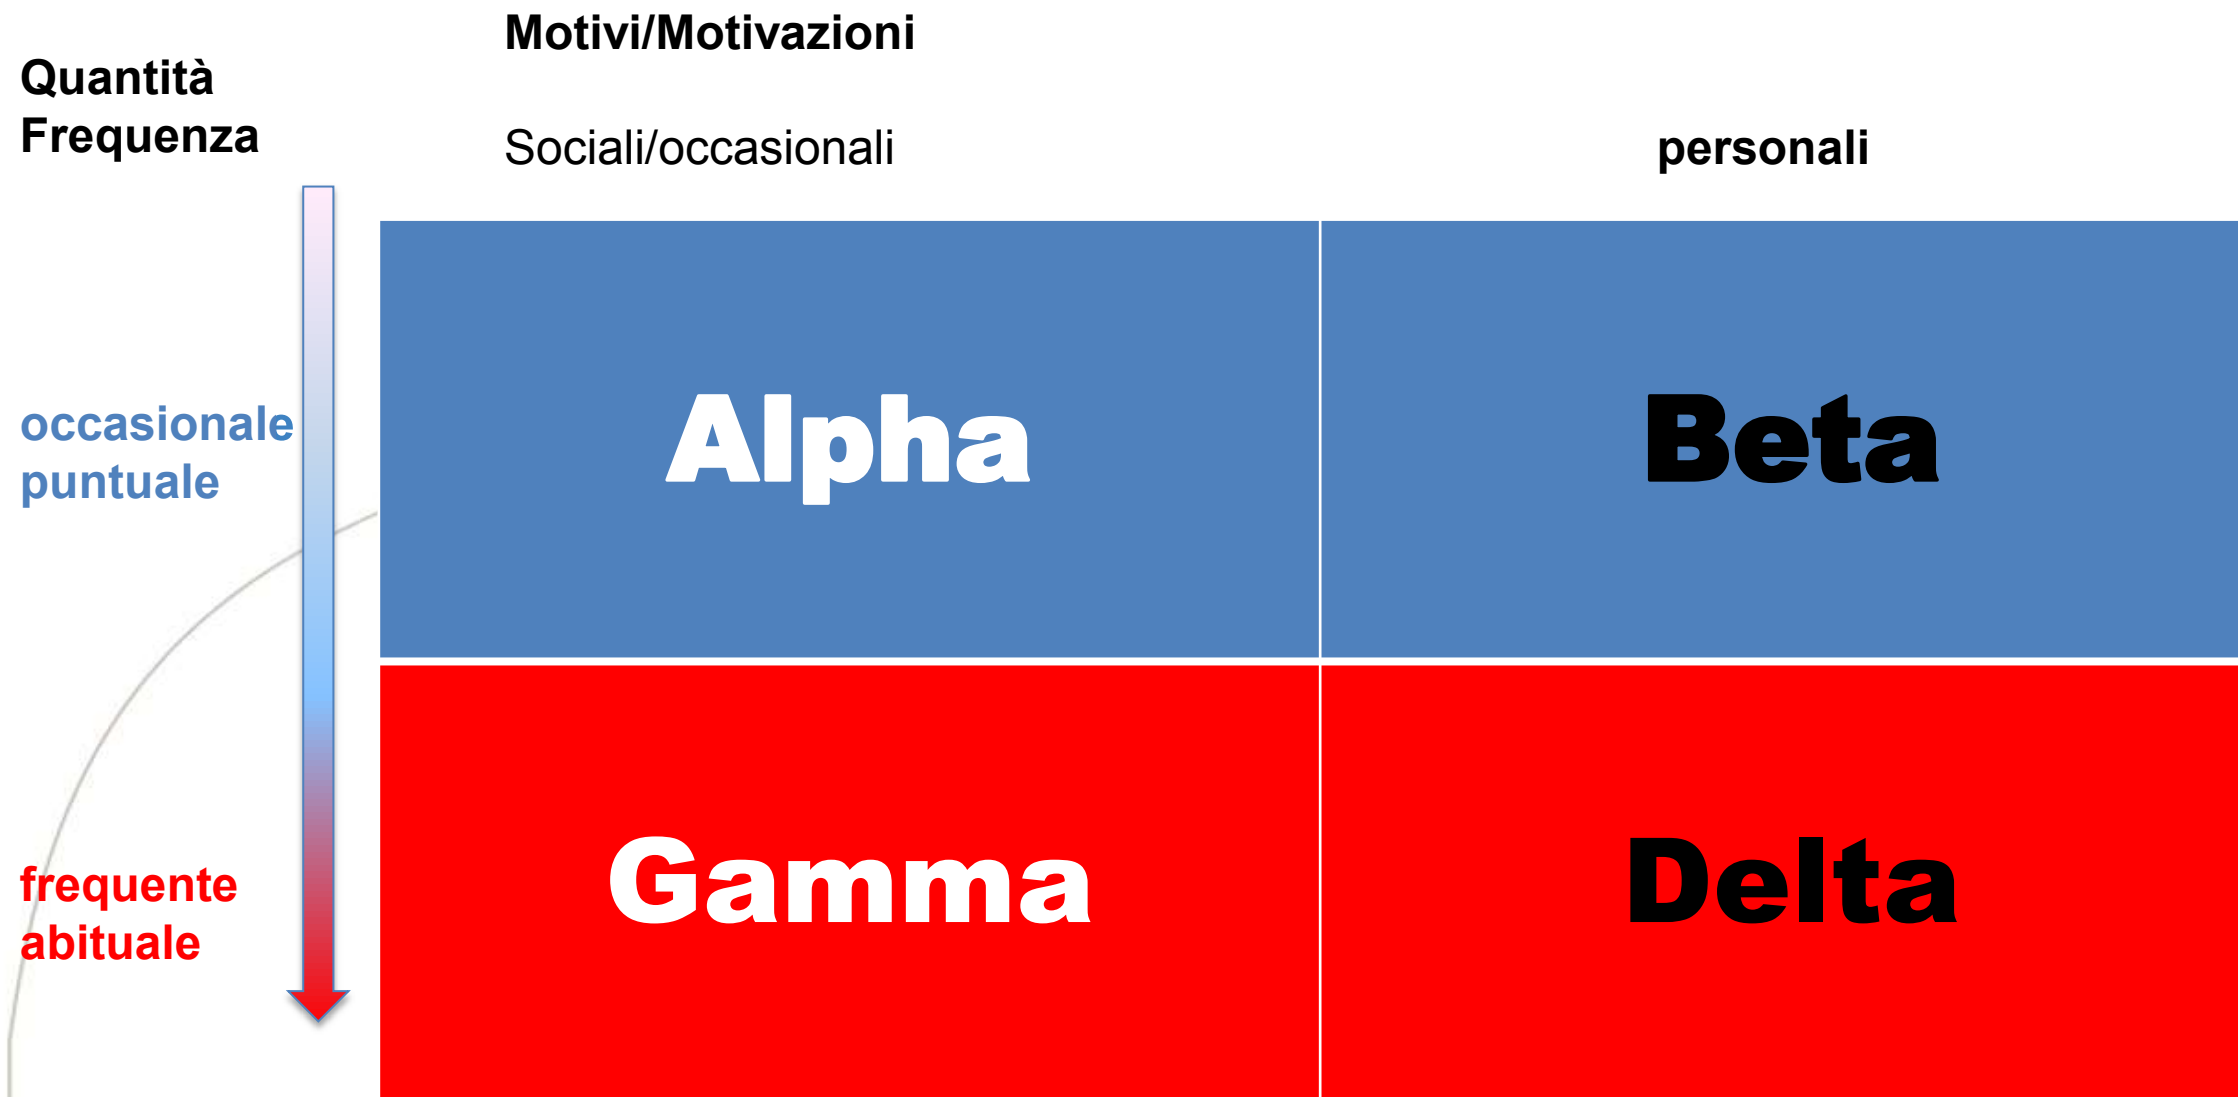 Motivi/Motivazioni
Quantità
Frequenza
Sociali/occasionali
personali
occasionale
puntuale
Alpha
Beta
frequente
abituale
Gamma
Delta